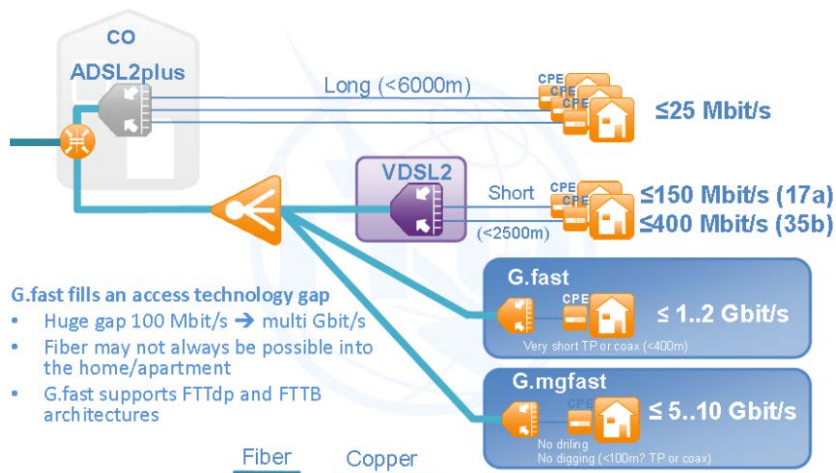 CO
ADSL2plus
Long (<6000m)
CPE
CPE
CPE
≤25 Mbit/s
VDSL2
Short
(<2500m)
CPE
CPE
≤150 Mbit/s (17a)
≤400 Mbit/s (35b)
G.fast fills an access technology gap
• Huge gap 100 Mbit/s → multi Gbit/s
• Fiber may not always be possible into
the home/apartment
• G.fast supports FTTdp and FTTB
architectures
G.fast
CPE
≤ 1..2 Gbit/s
Very short TP or coax (<400m)
G.mgfast
CPE
≤ 5..10 Gbit/s
No driling
No digging (<100m? TP or coax)
Fiber
Copper